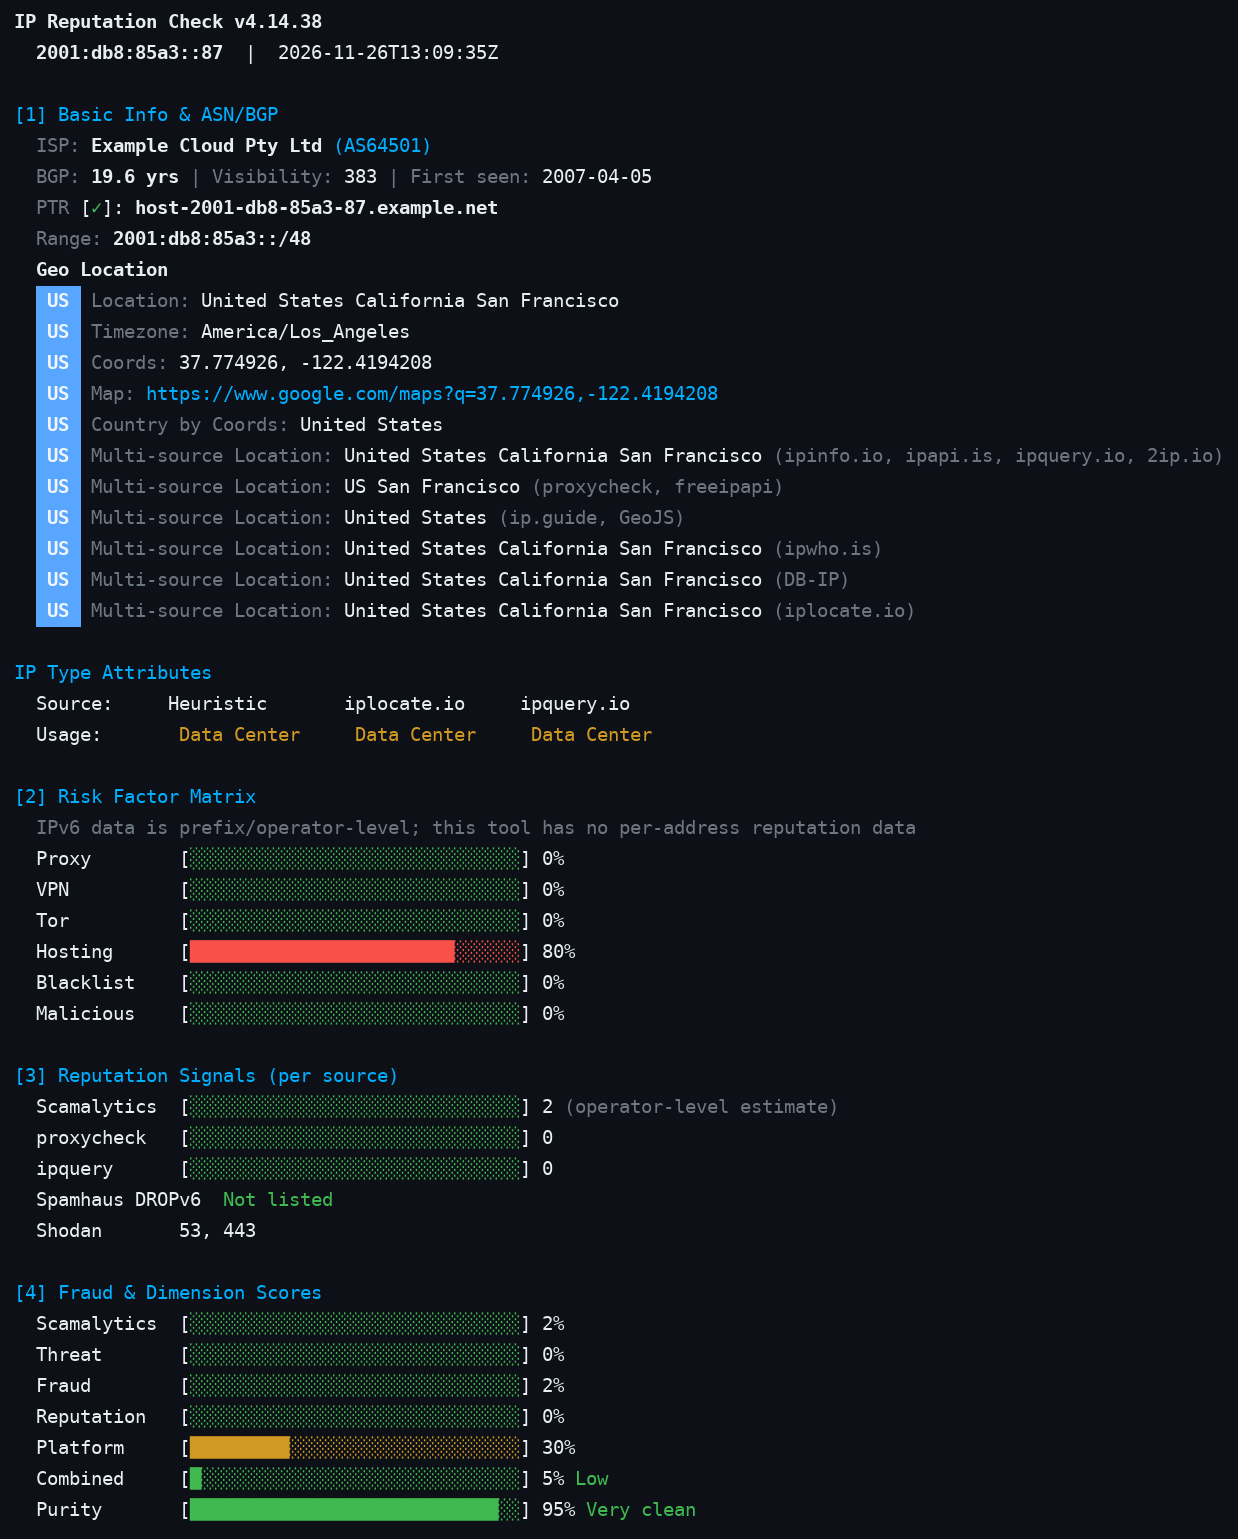 IP Reputation Check v4.14.38
2001:db8:85a3::87 | 2026-11-26T13:09:35Z
[1] Basic Info & ASN/BGP
ISP: Example Cloud Pty Ltd (AS64501)
BGP: 19.6 yrs | Visibility: 383 | First seen: 2007-04-05
PTR [✓]: host-2001-db8-85a3-87.example.net
Range: 2001:db8:85a3::/48
Geo Location
US Location: United States California San Francisco
US Timezone: America/Los_Angeles
US Coords: 37.774926, -122.4194208
US Map: https://www.google.com/maps?q=37.774926,-122.4194208
US Country by Coords: United States
US Multi-source Location: United States California San Francisco (ipinfo.io, ipapi.is, ipquery.io, 2ip.io)
US Multi-source Location: US San Francisco (proxycheck, freeipapi)
US Multi-source Location: United States (ip.guide, GeoJS)
US Multi-source Location: United States California San Francisco (ipwho.is)
US Multi-source Location: United States California San Francisco (DB-IP)
US Multi-source Location: United States California San Francisco (iplocate.io)
IP Type Attributes
Source: Heuristic iplocate.io ipquery.io
Usage: Data Center Data Center Data Center
[2] Risk Factor Matrix
IPv6 data is prefix/operator-level; this tool has no per-address reputation data
Proxy [░░░░░░░░░░░░░░░░░░░░░░░░░░░░░░] 0%
VPN [░░░░░░░░░░░░░░░░░░░░░░░░░░░░░░] 0%
Tor [░░░░░░░░░░░░░░░░░░░░░░░░░░░░░░] 0%
Hosting [████████████████████████░░░░░░] 80%
Blacklist [░░░░░░░░░░░░░░░░░░░░░░░░░░░░░░] 0%
Malicious [░░░░░░░░░░░░░░░░░░░░░░░░░░░░░░] 0%
[3] Reputation Signals (per source)
Scamalytics [░░░░░░░░░░░░░░░░░░░░░░░░░░░░░░] 2 (operator-level estimate)
proxycheck [░░░░░░░░░░░░░░░░░░░░░░░░░░░░░░] 0
ipquery [░░░░░░░░░░░░░░░░░░░░░░░░░░░░░░] 0
Spamhaus DROPv6 Not listed
Shodan 53, 443
[4] Fraud & Dimension Scores
Scamalytics [░░░░░░░░░░░░░░░░░░░░░░░░░░░░░░] 2%
Threat [░░░░░░░░░░░░░░░░░░░░░░░░░░░░░░] 0%
Fraud [░░░░░░░░░░░░░░░░░░░░░░░░░░░░░░] 2%
Reputation [░░░░░░░░░░░░░░░░░░░░░░░░░░░░░░] 0%
Platform [█████████░░░░░░░░░░░░░░░░░░░░░] 30%
Combined [█░░░░░░░░░░░░░░░░░░░░░░░░░░░░░] 5% Low
Purity [████████████████████████████░░] 95% Very clean